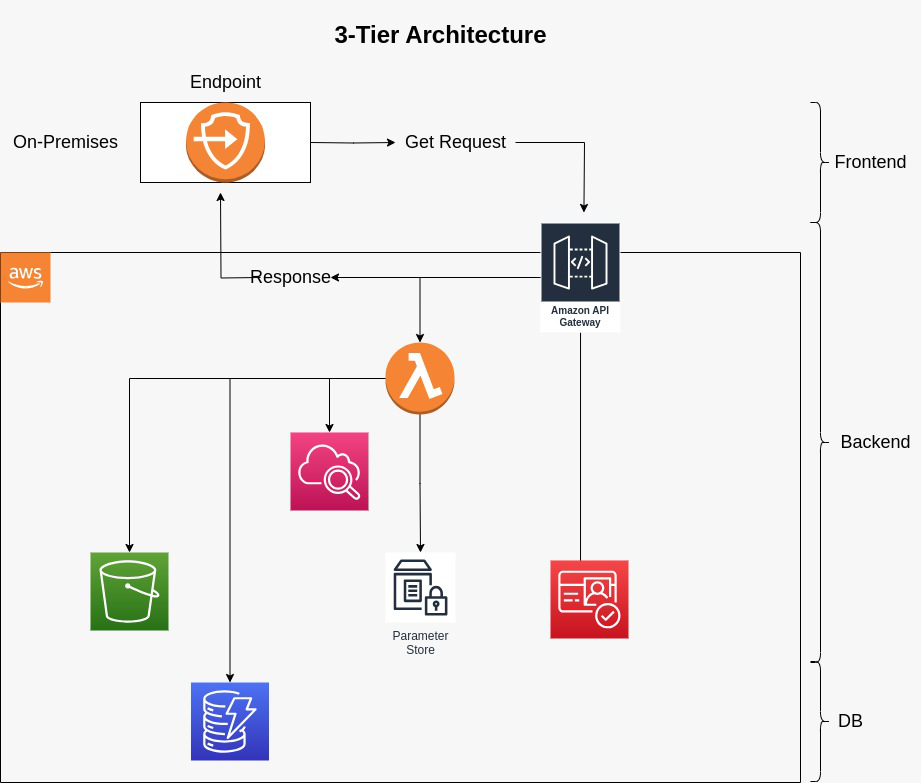 3-Tier Architecture
Endpoint
On-Premises
Get Request
Frontend
aws
Response
</>
Amazon API
Gateway
Backend
Parameter
Store
DB